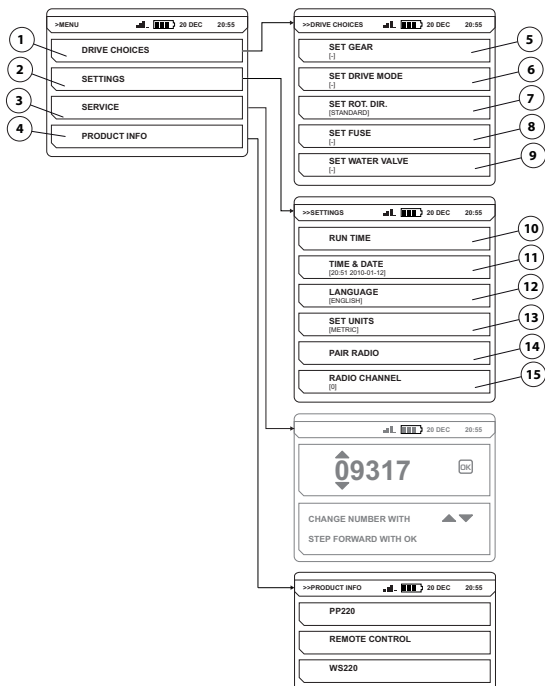 >MENU 20 DEC 20:55
1 DRIVE CHOICES
2 SETTINGS
3 SERVICE
4 PRODUCT INFO
>>DRIVE CHOICES 20 DEC 20:55
SET GEAR
[-]
5
SET DRIVE MODE
[-]
6
SET ROT. DIR.
[STANDARD]
7
SET FUSE
[-]
8
SET WATER VALVE
[-]
9
>>SETTINGS 20 DEC 20:55
RUN TIME
10
TIME & DATE
[20:51 2010-01-12]
11
LANGUAGE
[ENGLISH]
12
SET UNITS
[METRIC]
13
PAIR RADIO
14
RADIO CHANNEL
[0]
15
20 DEC 20:55
09317 OK
CHANGE NUMBER WITH
STEP FORWARD WITH OK
>>PRODUCT INFO 20 DEC 20:55
PP220
REMOTE CONTROL
WS220